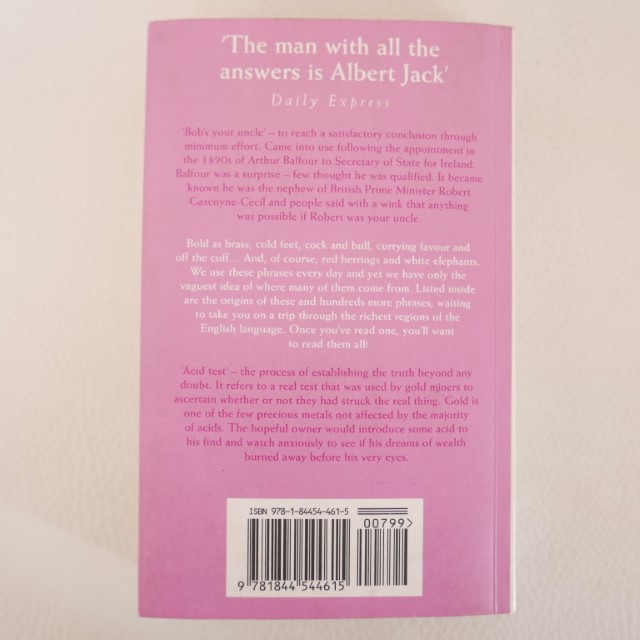 'The man with all the
answers is Albert Jack'
Daily Express
'Bob's your uncle' – to reach a satisfactory conclusion through
minimum effort. Came into use following the appointment in
the 1890s of Arthur Balfour to Secretary of State for Ireland.
Balfour was a surprise – few thought he was qualified. It became
known he was the nephew of British Prime Minister Robert
Gascoyne-Cecil and people said with a wink that anything
was possible if Robert was your uncle.
Bold as brass, cold feet, cock and bull, currying favour and
off the cuff... And, of course, red herrings and white elephants.
We use these phrases every day and yet we have only the
vaguest idea of where many of them come from. Listed inside
are the origins of these and hundreds more phrases, waiting
to take you on a trip through the richest regions of the
English language. Once you've read one, you'll want
to read them all!
'Acid test' – the process of establishing the truth beyond any
doubt. It refers to a real test that was used by gold miners to
ascertain whether or not they had struck the real thing. Gold is
one of the few precious metals not affected by the majority
of acids. The hopeful owner would introduce some acid to
his find and watch anxiously to see if his dreams of wealth
burned away before his very eyes.
ISBN 978-1-84454-461-5
00799>
9 781844 544615